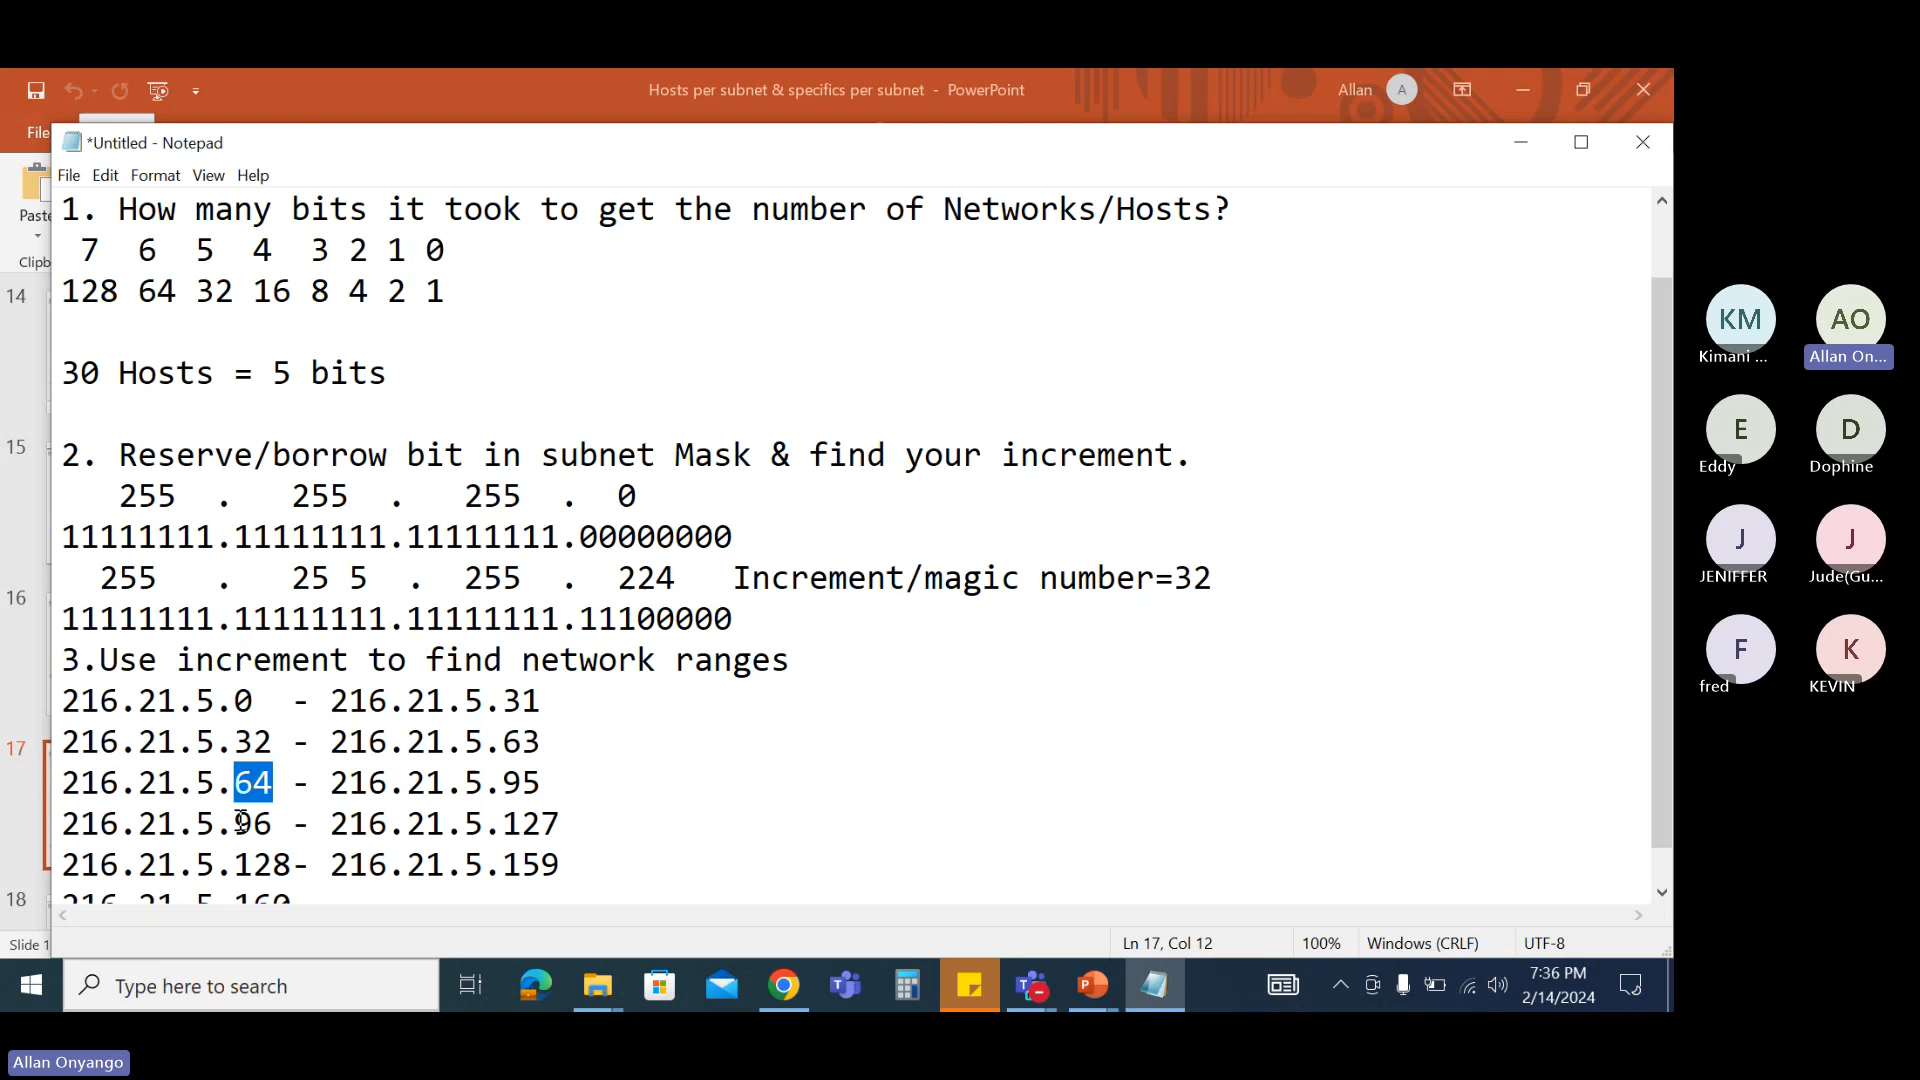 Hosts per subnet & specifics per subnet - PowerPoint
Allan
A
File
*Untitled - Notepad
File Edit Format View Help
Paste
Clipb
14
15
16
17
18
Slide 1
1. How many bits it took to get the number of Networks/Hosts?
7 6 5 4 3 2 1 0
128 64 32 16 8 4 2 1
30 Hosts = 5 bits
2. Reserve/borrow bit in subnet Mask & find your increment.
255 . 255 . 255 . 0
11111111.11111111.11111111.00000000
255 . 25 5 . 255 . 224 Increment/magic number=32
11111111.11111111.11111111.11100000
3.Use increment to find network ranges
216.21.5.0 - 216.21.5.31
216.21.5.32 - 216.21.5.63
216.21.5.64 - 216.21.5.95
216.21.5.96 - 216.21.5.127
216.21.5.128- 216.21.5.159
216.21.5.160
Ln 17, Col 12
100%
Windows (CRLF)
UTF-8
Type here to search
7:36 PM
2/14/2024
KM
Kimani ...
AO
Allan On...
E
Eddy
D
Dophine
J
JENIFFER
J
Jude(Gu...
F
fred
K
KEVIN
Allan Onyango